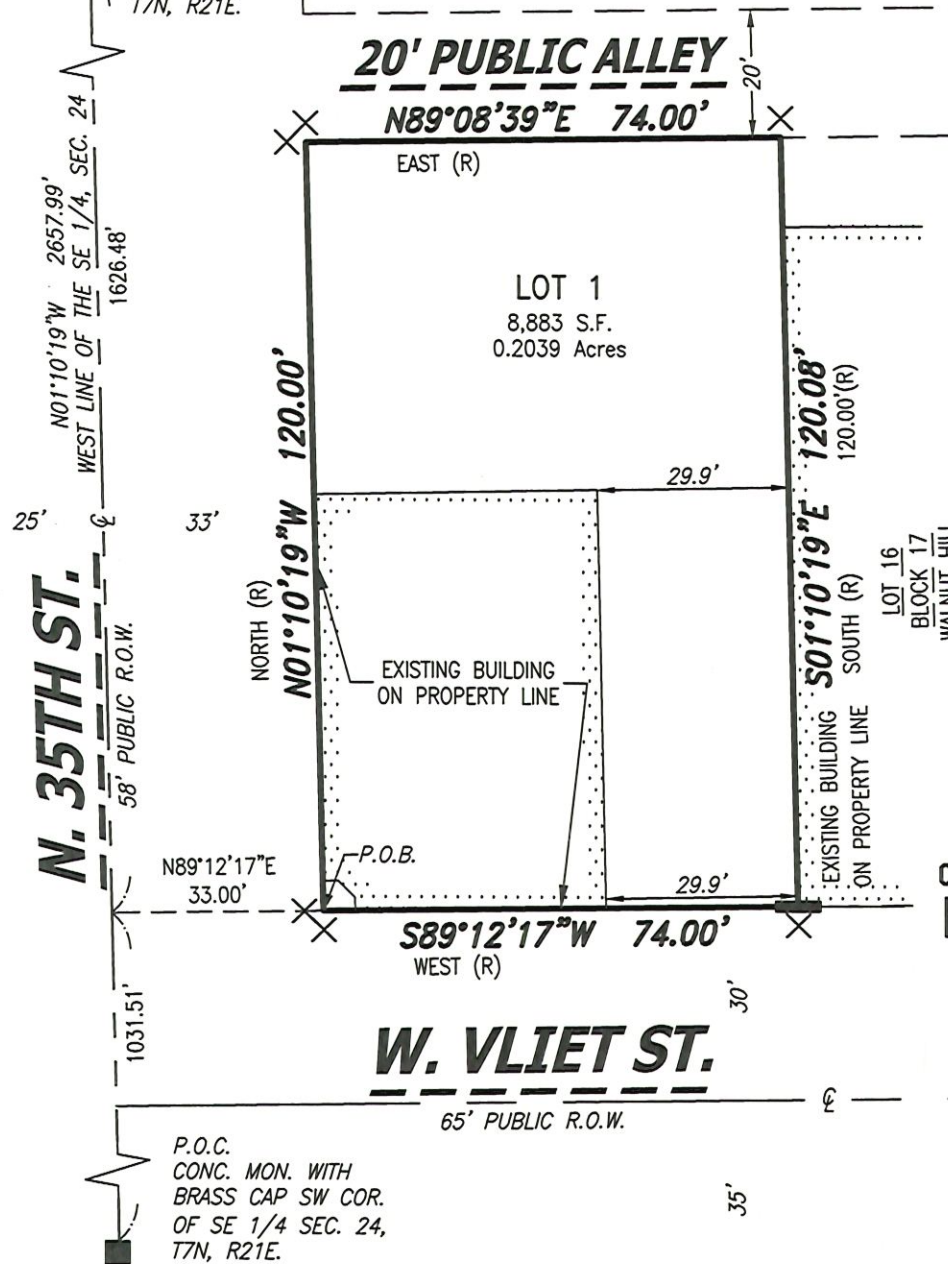 T7N, R21E.
20' PUBLIC ALLEY
20'
N89°08'39"E 74.00'
EAST (R)
N01°10'19"W 2657.99'
WEST LINE OF THE SE 1/4, SEC. 24
1626.48'
LOT 1
8,883 S.F.
0.2039 Acres
N01°10'19"W 120.00'
NORTH (R)
S01°10'19"E 120.08'
120.00'(R)
SOUTH (R)
29.9'
25'
33'
LOT 16
BLOCK 17
WALNUT HILL
N. 35TH ST.
58' PUBLIC R.O.W.
EXISTING BUILDING
ON PROPERTY LINE
EXISTING BUILDING
ON PROPERTY LINE
P.O.B.
N89°12'17"E
33.00'
29.9'
S89°12'17"W 74.00'
WEST (R)
1031.51'
30'
W. VLIET ST.
65' PUBLIC R.O.W.
35'
P.O.C.
CONC. MON. WITH
BRASS CAP SW COR.
OF SE 1/4 SEC. 24,
T7N, R21E.